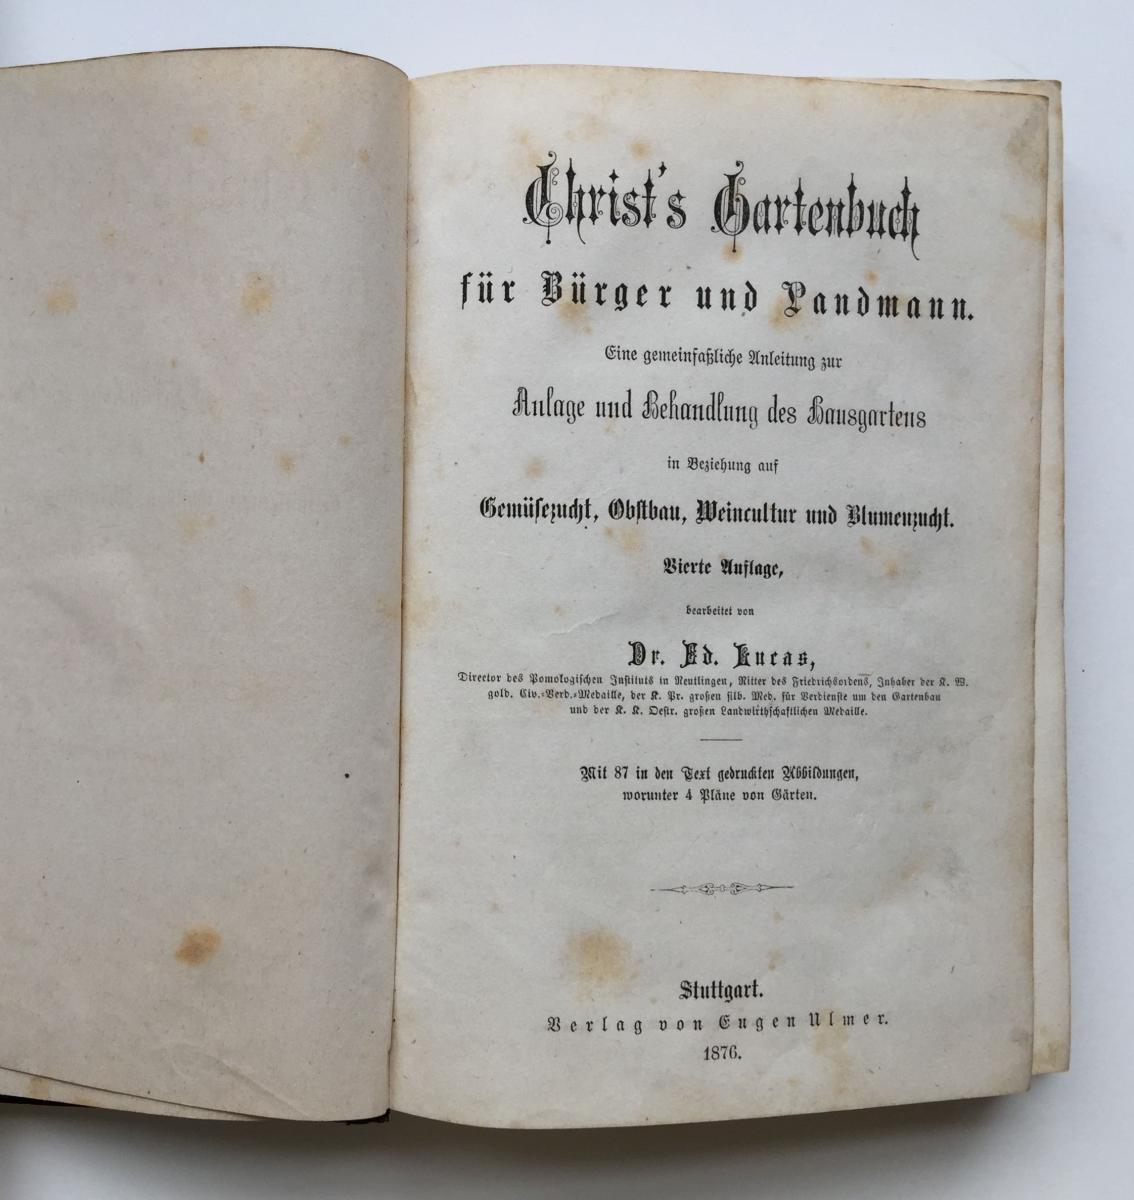 Christ's Gartenbuch
für Bürger und Landmann.
Eine gemeinfaßliche Anleitung zur
Anlage und Behandlung des Hausgartens
in Beziehung auf
Gemüsezucht, Obstbau, Weincultur und Blumenzucht.
Vierte Auflage,
bearbeitet von
Dr. Ed. Lucas,
Director des Pomologischen Instituts in Reutlingen, Ritter des Friedrichsordens, Inhaber der K. W.
gold. Civ.-Verd.-Medaille, der K. Pr. großen silb. Med. für Verdienste um den Gartenbau
und der K. K. Oestr. großen Landwirthschaftlichen Medaille.
Mit 87 in den Text gedruckten Abbildungen,
worunter 4 Pläne von Gärten.
Stuttgart.
Verlag von Eugen Ulmer.
1876.